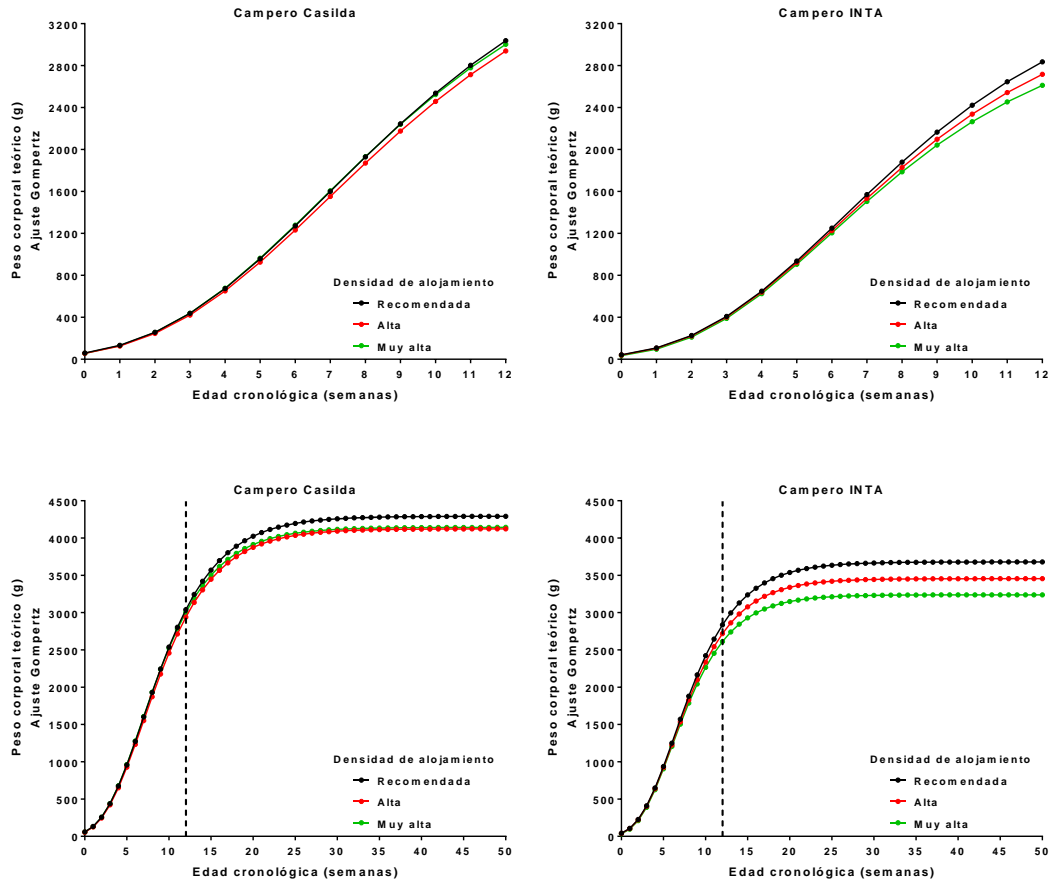 Campero Casilda
Peso corporal teórico (g)
Ajuste Gompertz
3200
2800
2400
2000
1600
1200
800
400
0
Densidad de alojamiento
Recomendada
Alta
Muy alta
0 1 2 3 4 5 6 7 8 9 10 11 12
Edad cronológica (semanas)
Campero INTA
Peso corporal teórico (g)
Ajuste Gompertz
3200
2800
2400
2000
1600
1200
800
400
0
Densidad de alojamiento
Recomendada
Alta
Muy alta
0 1 2 3 4 5 6 7 8 9 10 11 12
Edad cronológica (semanas)
Campero Casilda
Peso corporal teórico (g)
Ajuste Gompertz
4500
4000
3500
3000
2500
2000
1500
1000
500
0
Densidad de alojamiento
Recomendada
Alta
Muy alta
0 5 10 15 20 25 30 35 40 45 50
Edad cronológica (semanas)
Campero INTA
Peso corporal teórico (g)
Ajuste Gompertz
4500
4000
3500
3000
2500
2000
1500
1000
500
0
Densidad de alojamiento
Recomendada
Alta
Muy alta
0 5 10 15 20 25 30 35 40 45 50
Edad cronológica (semanas)